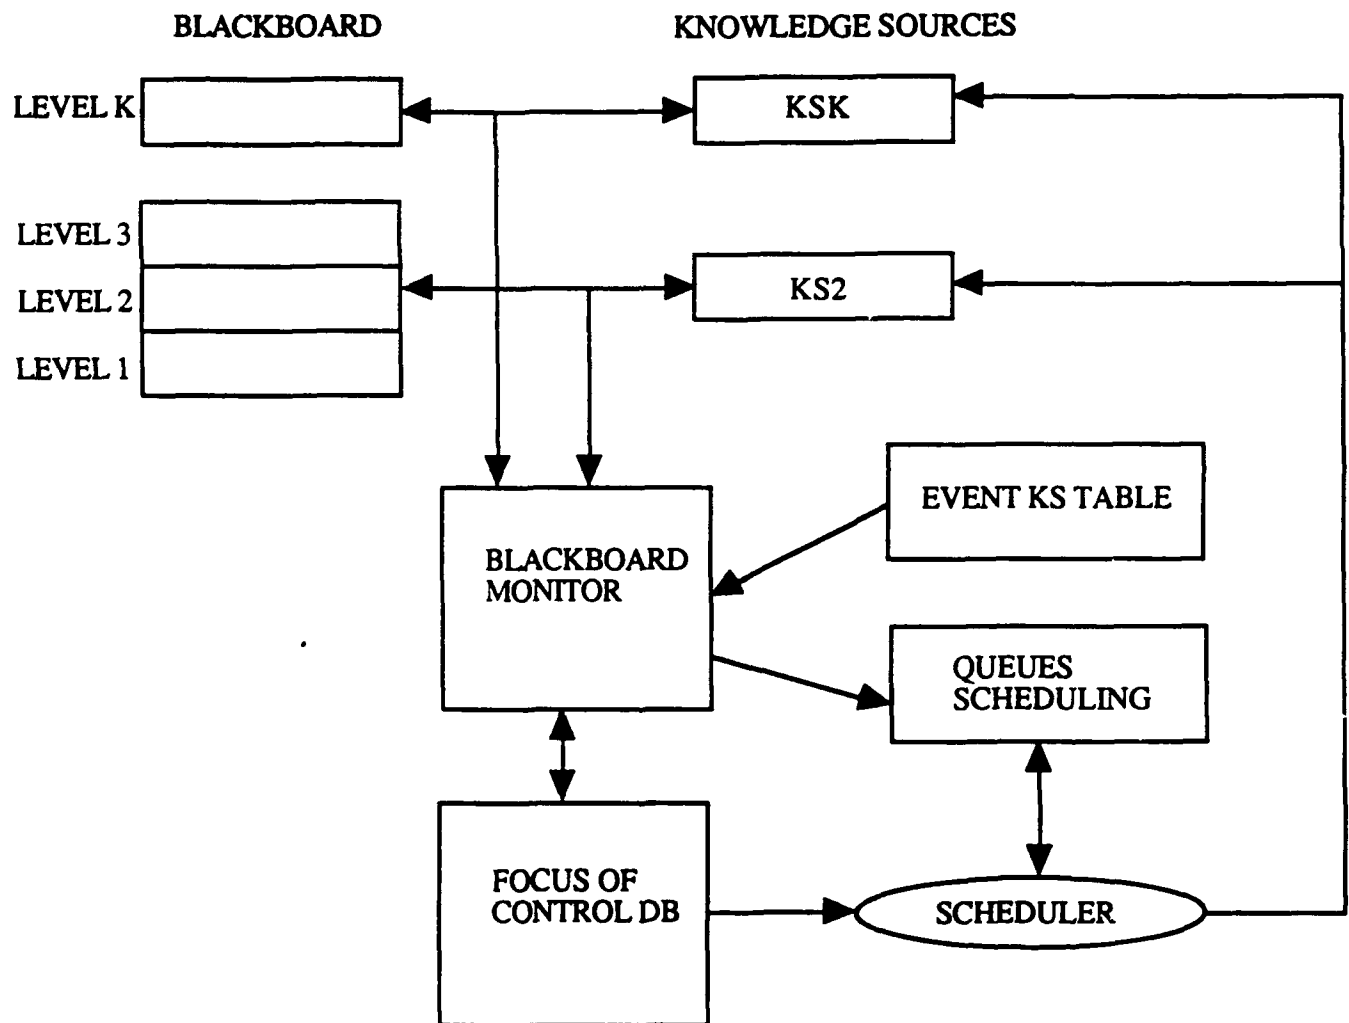 BLACKBOARD
KNOWLEDGE SOURCES
LEVEL K
KSK
LEVEL 3
LEVEL 2
KS2
LEVEL 1
EVENT KS TABLE
BLACKBOARD
MONITOR
QUEUES
SCHEDULING
FOCUS OF
CONTROL DB
SCHEDULER